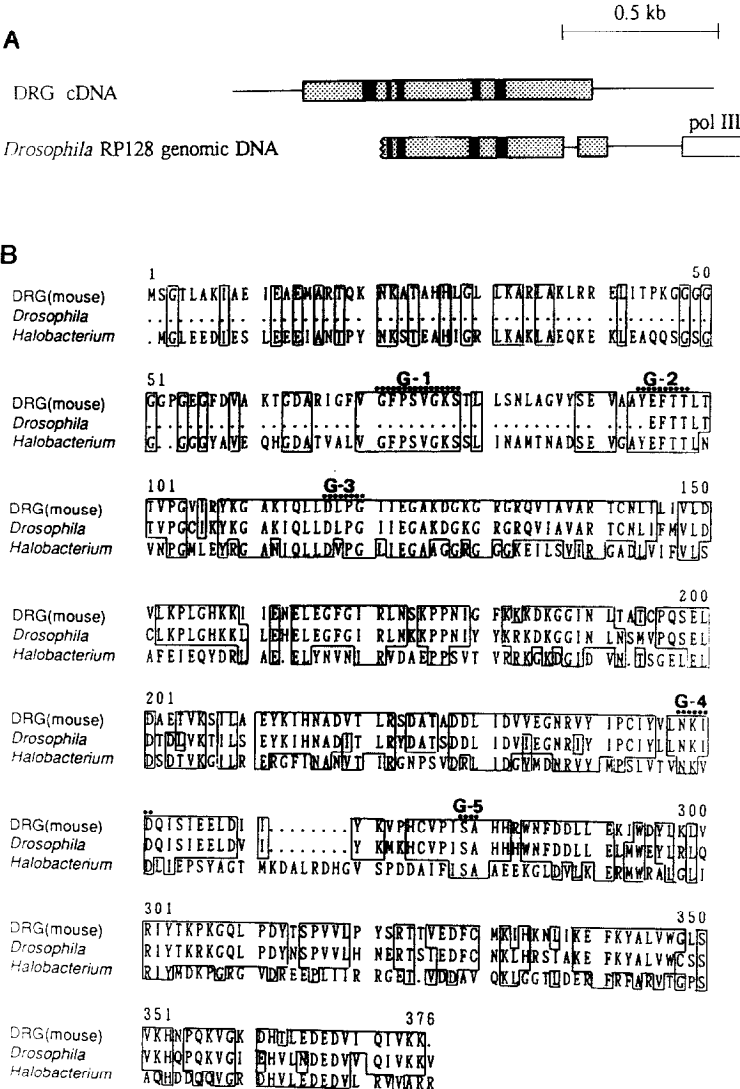 0.5 kb
A
DRG cDNA
pol III
Drosophila RP128 genomic DNA
B
1 50
DRG(mouse) MSGTLAKIAE IEAEMARTQK NKATAHHLGL LKARLAKLRR ELITPKGGGG
Drosophila .......... .......... .......... .......... ..........
Halobacterium .MGLEEDIES LEEEIANTPY NKSTEAHIGR LKAKLAEQKE KLEAQQSGSG
G-1 G-2
51
DRG(mouse) GGPGEGFDVA KTGDARIGFV GFPSVGKSTL LSNLAGVYSE VAAYEFTTLT
Drosophila .......... .......... .......... .......... ....EFTTLT
Halobacterium G.GGGYAVE QHGDATVALV GFPSVGKSSL INAMTNADSE VGAYEFTTLN
G-3
101 150
DRG(mouse) TVPGVIRYKG AKIQLLDLPG IIEGAKDGKG RGRQVIAVAR TCNLILIVLD
Drosophila TVPGCIKYKG AKIQLLDLPG IIEGAKDGKG RGRQVIAVAR TCNLIFMVLD
Halobacterium VNPGMLEYRG ANIQLLDVPG LIEGAAGGRG GGKEILSVIR GADLVIFVLS
200
DRG(mouse) VLKPLGHKKI IENELEGFGI RLNSKPPNIG FKKKDKGGIN LTATCPQSEL
Drosophila CLKPLGHKKL LEHELEGFGI RLNKKPPNIY YKRKDKGGIN LNSMVPQSEL
Halobacterium AFEIEQYDRL AE.ELYNVNI RVDAEPPSVT VRRKGKDGID VN.TSGELEL
G-4
201
DRG(mouse) DAETVKSILA EYKIHNADVT LRSDATADDL IDVVEGNRVY IPCIYVLNKI
Drosophila DTDLVKTILS EYKIHNADIT LRYDATSDDL IDVIEGNRIY IPCIYLLNKI
Halobacterium DSDTVKGILR ERGFINANVT IRGNPSVDRL IDGVMDNRVY MPSLVTVNKV
G-5
300
DRG(mouse) DQISIEELDI I........Y KVPHCVPISA HHRWNFDDLL EKIWDYLKLV
Drosophila DQISIEELDV I........Y KMKHCVPISA HHHWNFDDLL ELMWEYLRLQ
Halobacterium DLIEPSYAGT MKDALRDHGV SPDDAIFISA AEEKGLDVLK ERMWRALGLI
301 350
DRG(mouse) RIYTKPKGQL PDYTSPVVLP YSRTTVEDFC MKIHKNLIKE FKYALVWGLS
Drosophila RIYTKRKGQL PDYNSPVVLH NERTSTEDFC NKLHRSIAKE FKYALVWCSS
Halobacterium RIYMDKPGRG VDREEPLIIR RGET.VDDAV QKLGGTLDER FRFARVTGPS
351 376
DRG(mouse) VKHNPQKVGK DHTLEDEDVI QIVKK.
Drosophila VKHQPQKVGI EHVLNDEDVV QIVKKV
Halobacterium AQHDDQQVGR DHVLEDEDVL RVVARR